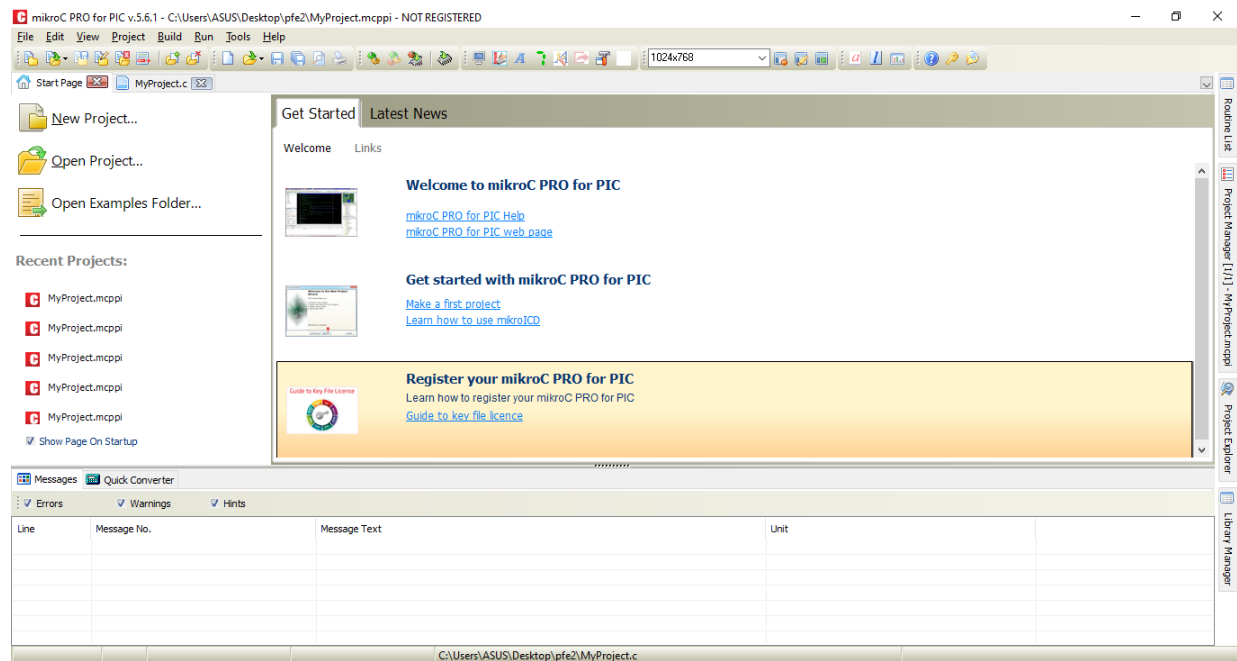 mikroC PRO for PIC v.5.6.1 - C:\Users\ASUS\Desktop\pfe2\MyProject.mcppi - NOT REGISTERED
File Edit View Project Build Run Tools Help
1024x768
Start Page MyProject.c
New Project...
Open Project...
Open Examples Folder...
Recent Projects:
MyProject.mcppi
MyProject.mcppi
MyProject.mcppi
MyProject.mcppi
MyProject.mcppi
Show Page On Startup
Get Started Latest News
Welcome Links
Welcome to mikroC PRO for PIC
mikroC PRO for PIC Help
mikroC PRO for PIC web page
Get started with mikroC PRO for PIC
Make a first project
Learn how to use mikroICD
Guide to Key File License
Register your mikroC PRO for PIC
Learn how to register your mikroC PRO for PIC
Guide to key file licence
Routine List
Project Manager [1/1] - MyProject.mcppi
Project Explorer
Library Manager
Messages Quick Converter
Errors Warnings Hints
Line Message No. Message Text Unit
C:\Users\ASUS\Desktop\pfe2\MyProject.c